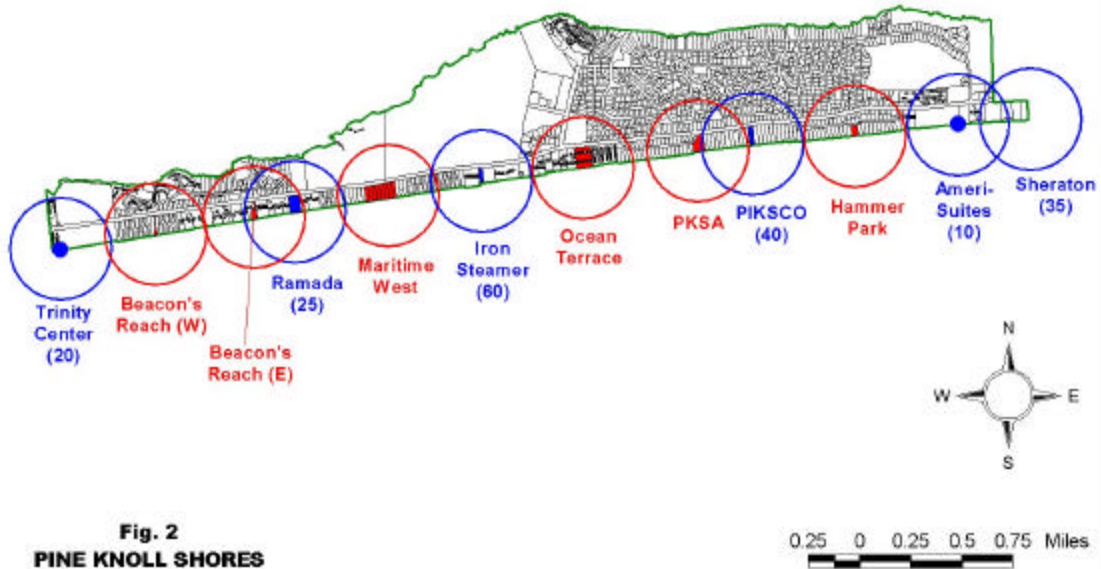 Trinity
Center
(20)
Beacon's
Reach (W)
Beacon's
Reach (E)
Ramada
(25)
Maritime
West
Iron
Steamer
(60)
Ocean
Terrace
PKSA
PIKSCO
(40)
Hammer
Park
Ameri-
Suites
(10)
Sheraton
(35)
N
W E
S
Fig. 2
PINE KNOLL SHORES
0.25 0 0.25 0.5 0.75 Miles